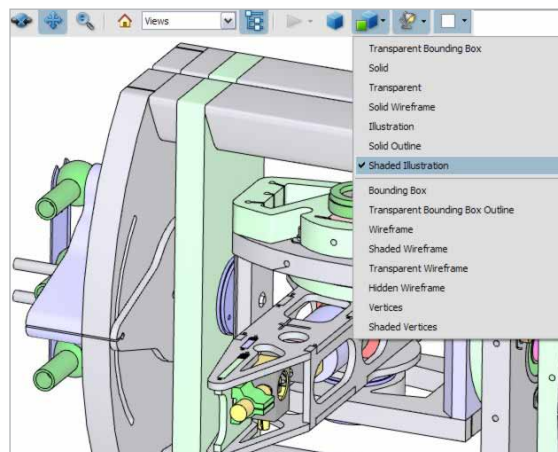 Views
Transparent Bounding Box
Solid
Transparent
Solid Wireframe
Illustration
Solid Outline
Shaded Illustration
Bounding Box
Transparent Bounding Box Outline
Wireframe
Shaded Wireframe
Transparent Wireframe
Hidden Wireframe
Vertices
Shaded Vertices